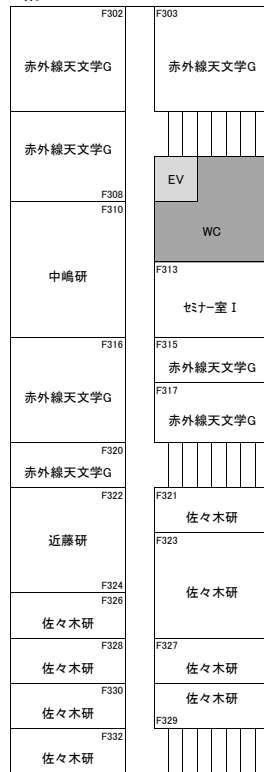 F302
赤外線天文学G
赤外線天文学G
F308
F310
中嶋研
F316
赤外線天文学G
F320
赤外線天文学G
F322
近藤研
F324
F326
佐々木研
F328
佐々木研
F330
佐々木研
F332
佐々木研
F303
赤外線天文学G
EV
WC
F313
セミナー室 I
F315
赤外線天文学G
F317
赤外線天文学G
F321
佐々木研
F323
佐々木研
F327
佐々木研
佐々木研
F329